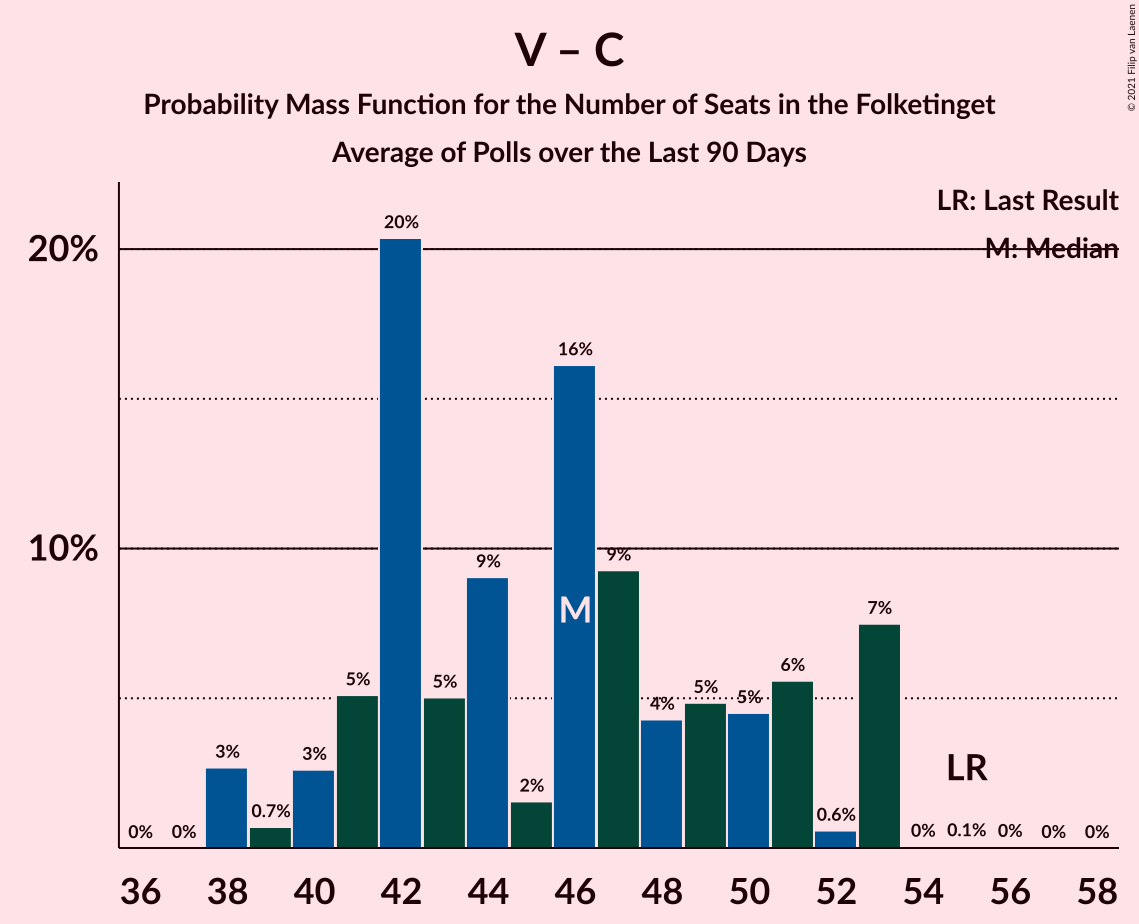 V – C
Probability Mass Function for the Number of Seats in the Folketinget
Average of Polls over the Last 90 Days
© 2021 Filip van Laenen
LR: Last Result
M: Median
20%
10%
0% 0% 3% 0.7% 3% 5% 20% 5% 9% 2% 16% 9% 4% 5% 5% 6% 0.6% 7% 0% 0.1% 0% 0% 0%
M
LR
36 38 40 42 44 46 48 50 52 54 56 58